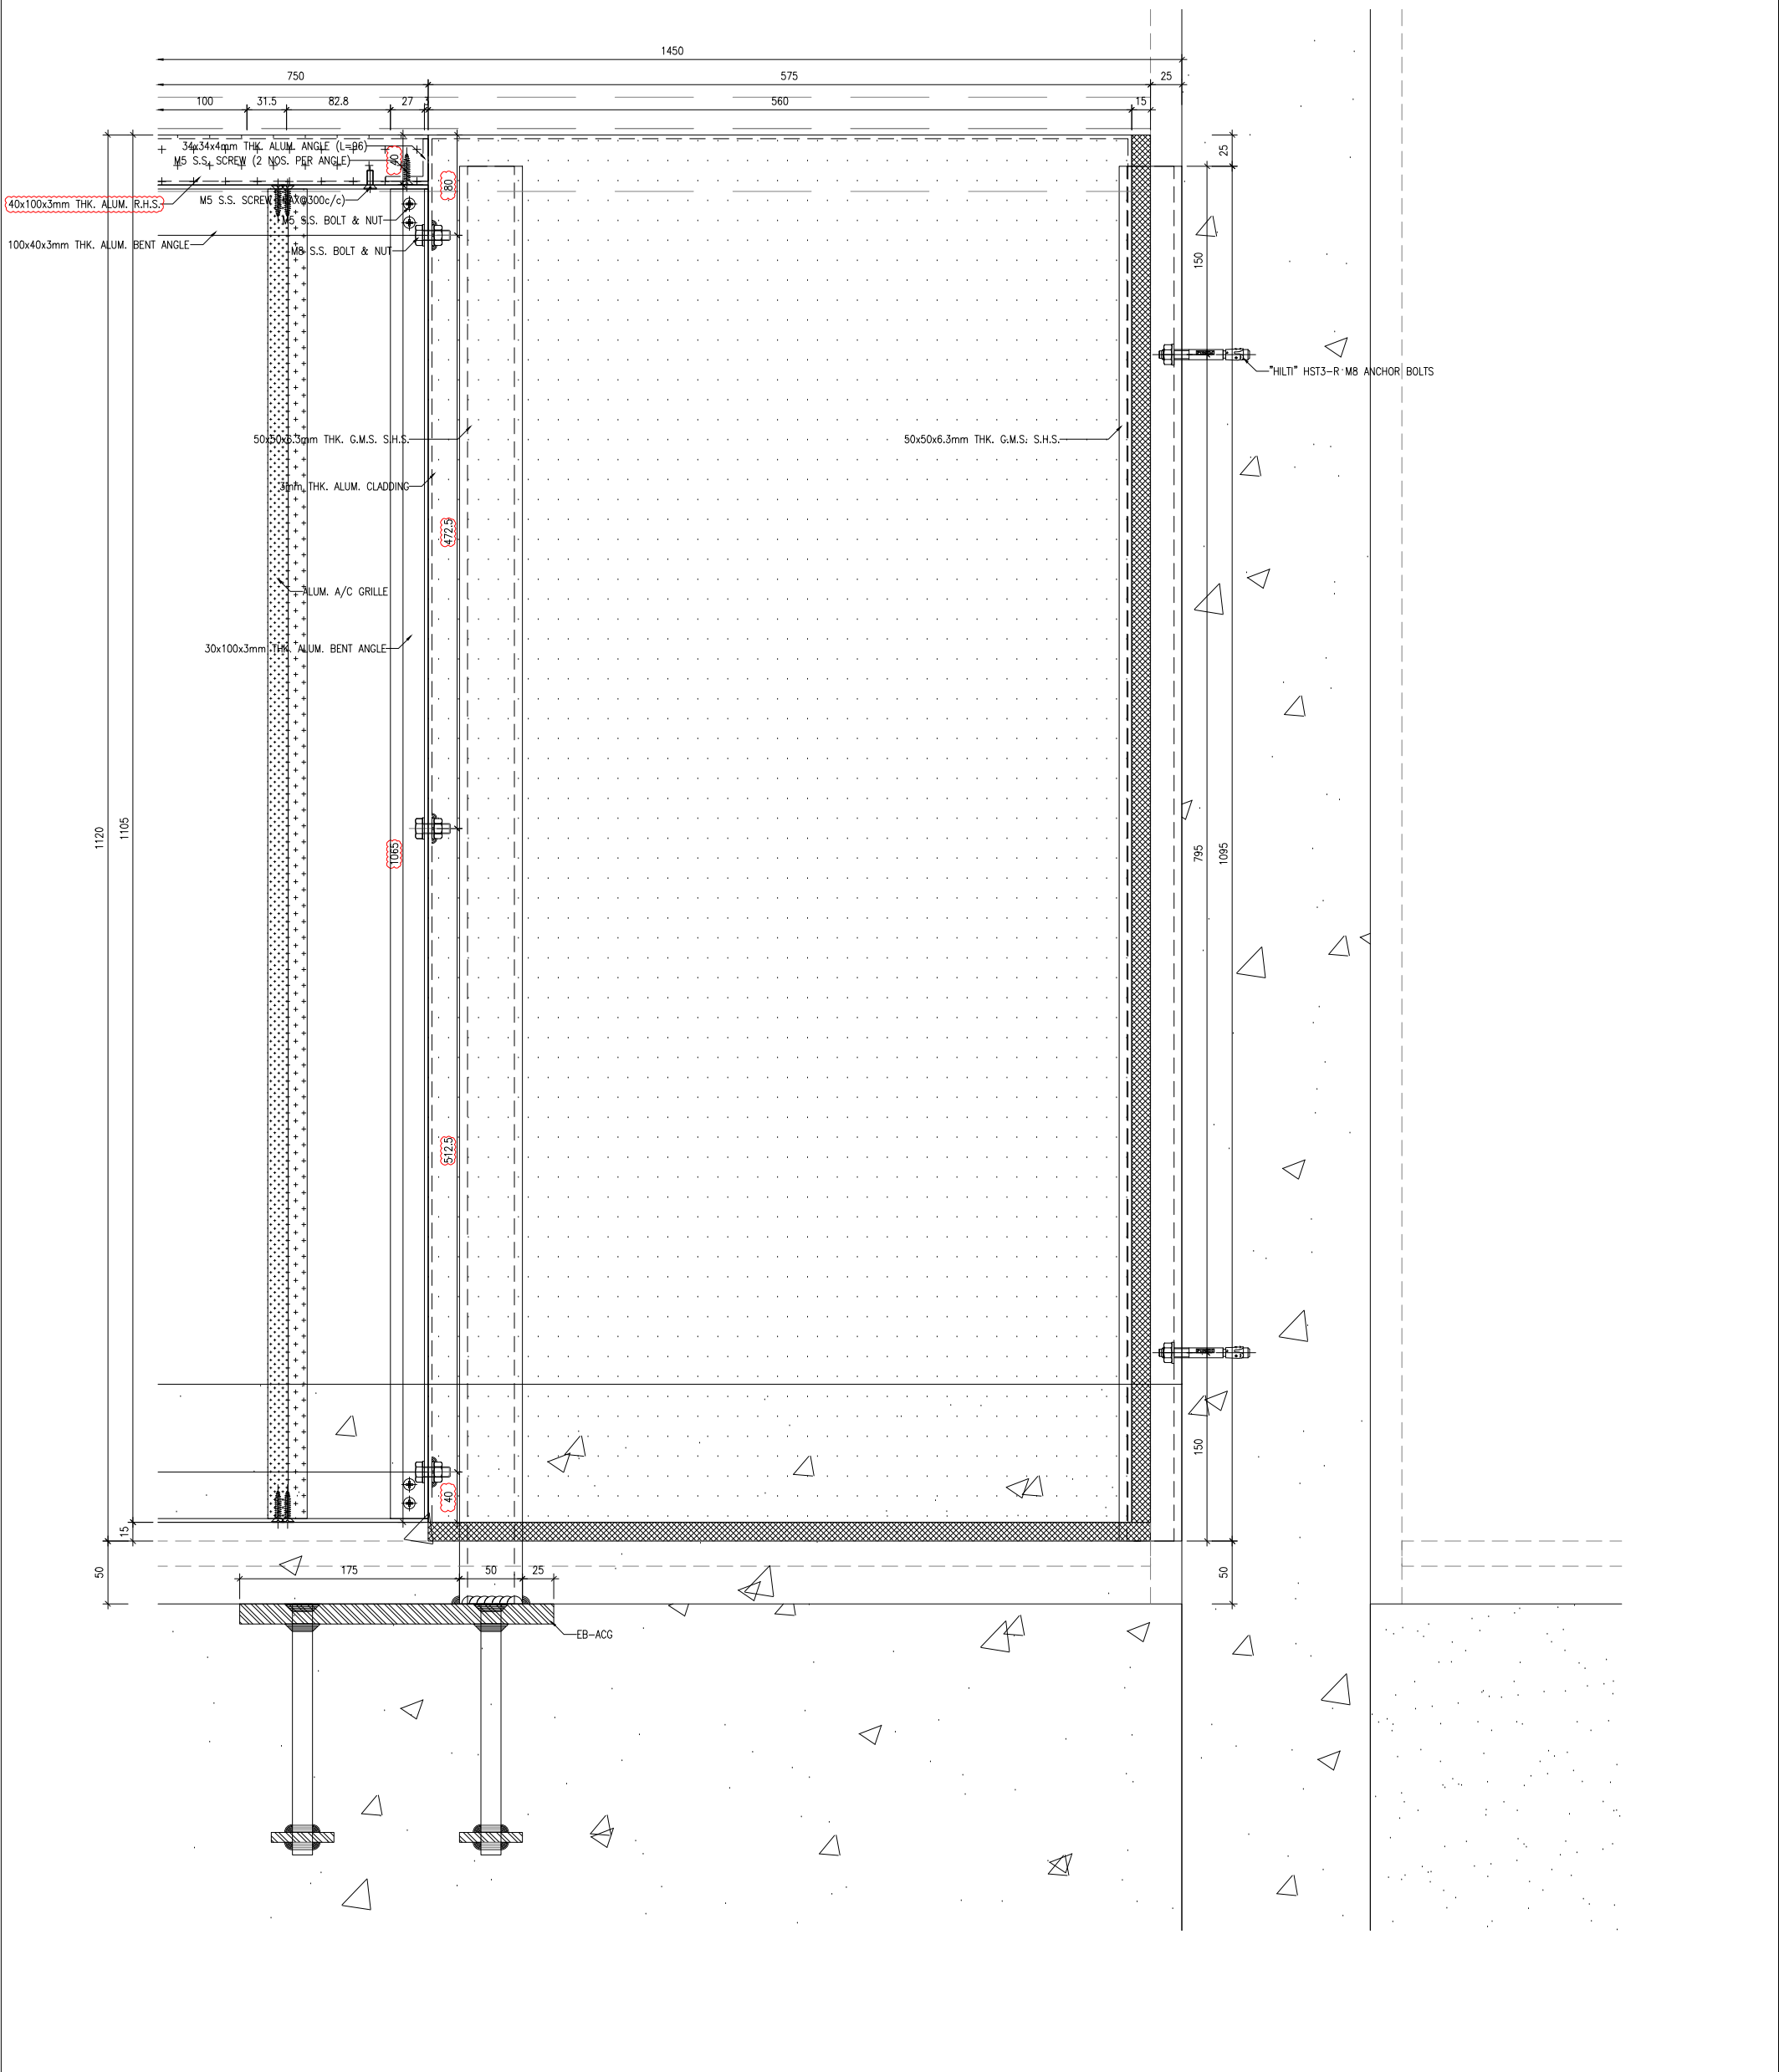 1450
750
575
25
100
31.5
82.8
27
3
560
15
34x34x4mm THK. ALUM. ANGLE (L=96)
M5 S.S. SCREW (2 NOS. PER ANGLE)
40
80
25
40x100x3mm THK. ALUM. R.H.S.
M5 S.S. SCREW (MAX@300c/c)
M5 S.S. BOLT & NUT
100x40x3mm THK. ALUM. BENT ANGLE
M8 S.S. BOLT & NUT
150
"HILTI" HST3-R M8 ANCHOR BOLTS
50x50x6.3mm THK. G.M.S. S.H.S.
50x50x6.3mm THK. G.M.S. S.H.S.
3mm THK. ALUM. CLADDING
472.5
ALUM. A/C GRILLE
30x100x3mm THK. ALUM. BENT ANGLE
1120
1105
1065
795
1095
512.5
150
40
15
50
175
50
25
50
EB-ACG